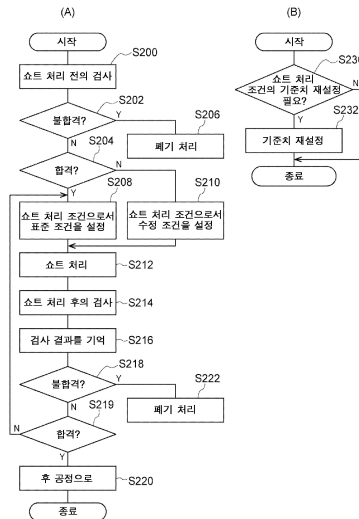 (A)
시작
S200
쇼트 처리 전의 검사
S202
불합격?
Y
N
S206
폐기 처리
S204
합격?
N
Y
S208
쇼트 처리 조건으로서
표준 조건을 설정
S210
쇼트 처리 조건으로서
수정 조건을 설정
쇼트 처리
S212
쇼트 처리 후의 검사
S214
검사 결과를 기억
S216
S218
불합격?
Y
N
S222
폐기 처리
S219
합격?
N
Y
후 공정으로
S220
종료
(B)
시작
S230
쇼트 처리
조건의 기준치 재설정
필요?
N
Y
S232
기준치 재설정
종료